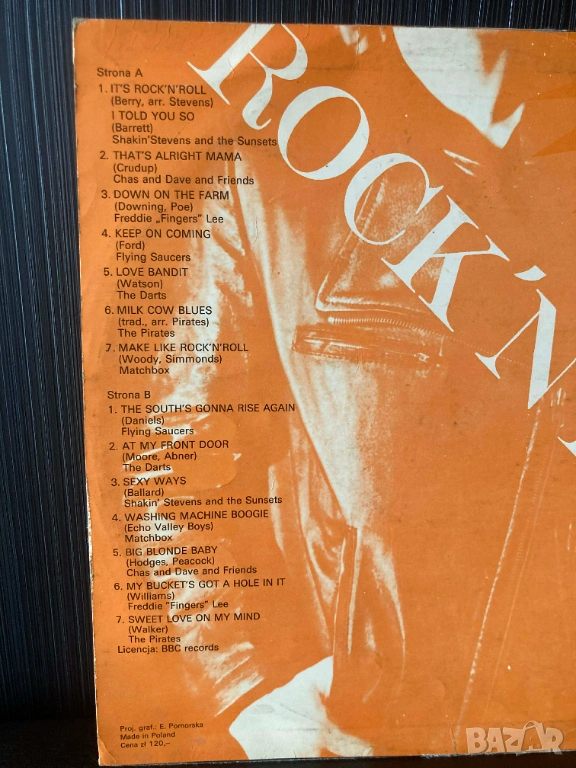 ROCK'N
Strona A
1. IT'S ROCK'N'ROLL
(Berry, arr. Stevens)
I TOLD YOU SO
(Barrett)
Shakin'Stevens and the Sunsets
2. THAT'S ALRIGHT MAMA
(Crudup)
Chas and Dave and Friends
3. DOWN ON THE FARM
(Downing, Poe)
Freddie „Fingers" Lee
4. KEEP ON COMING
(Ford)
Flying Saucers
5. LOVE BANDIT
(Watson)
The Darts
6. MILK COW BLUES
(trad., arr. Pirates)
The Pirates
7. MAKE LIKE ROCK'N'ROLL
(Woody, Simmonds)
Matchbox
Strona B
1. THE SOUTH'S GONNA RISE AGAIN
(Daniels)
Flying Saucers
2. AT MY FRONT DOOR
(Moore, Abner)
The Darts
3. SEXY WAYS
(Ballard)
Shakin' Stevens and the Sunsets
4. WASHING MACHINE BOOGIE
(Echo Valley Boys)
Matchbox
5. BIG BLONDE BABY
(Hodges, Peacock)
Chas and Dave and Friends
6. MY BUCKET'S GOT A HOLE IN IT
(Williams)
Freddie "Fingers" Lee
7. SWEET LOVE ON MY MIND
(Walker)
The Pirates
Licencja: BBC records
Proj. graf.: E. Pomorska
Made in Poland
Cena zł 120,-
BAZAR